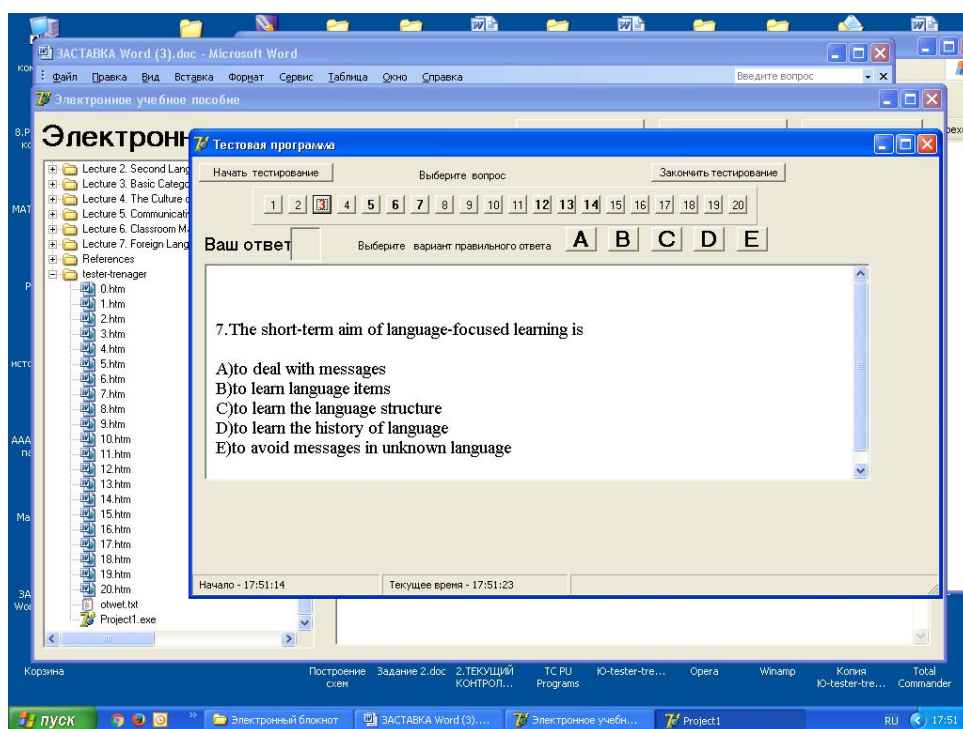 ЗАСТАВКА Word (3).doc - Microsoft Word
Файл Правка Вид Вставка Формат Сервис Таблица Окно Справка
Введите вопрос
Электронное учебное пособие
Электронн
Тестовая программа
Начать тестирование
Выберите вопрос
Закончить тестирование
1 2 3 4 5 6 7 8 9 10 11 12 13 14 15 16 17 18 19 20
Ваш ответ
Выберите вариант правильного ответа
A B C D E
7.The short-term aim of language-focused learning is
A)to deal with messages
B)to learn language items
C)to learn the language structure
D)to learn the history of language
E)to avoid messages in unknown language
Начало - 17:51:14
Текущее время - 17:51:23
Lecture 2. Second Lang
Lecture 3. Basic Catego
Lecture 4. The Culture
Lecture 5. Communicati
Lecture 6. Classroom M
Lecture 7. Foreign Lang
References
tester-trenager
0.htm
1.htm
2.htm
3.htm
4.htm
5.htm
6.htm
7.htm
8.htm
9.htm
10.htm
11.htm
12.htm
13.htm
14.htm
15.htm
16.htm
17.htm
18.htm
19.htm
20.htm
otwet.txt
Project1.exe
Корзина
Построение схем
Задание 2.doc
2.ТЕКУЩИЙ КОНТРОЛ...
TC PU Programs
Ю-tester-tre...
Opera
Winamp
Копия Ю-tester-tre...
Total Commander
пуск
Электронный блокнот
ЗАСТАВКА Word (3)....
Электронное учебн...
Project1
RU
17:51